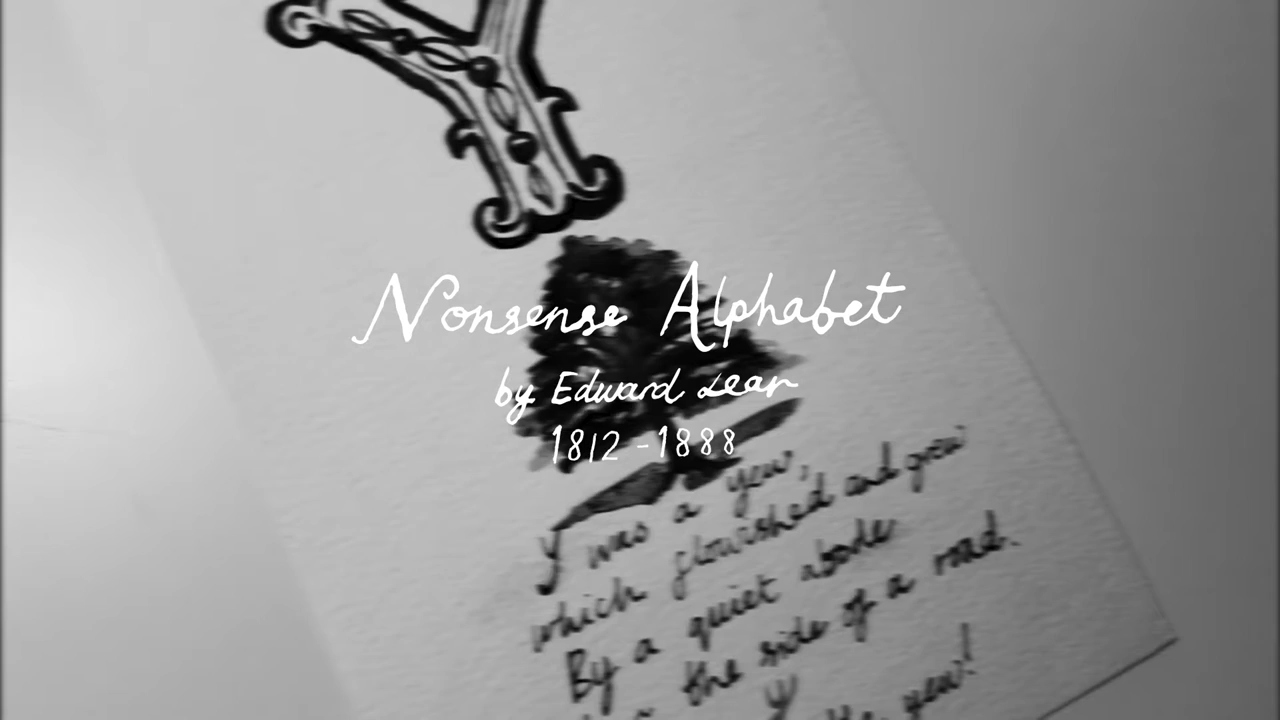 Y
Nonsense Alphabet
by Edward Lear
1812 - 1888
Y was a yew,
which flourished and grew
By a quiet abode
the side of a road.
y
yew!